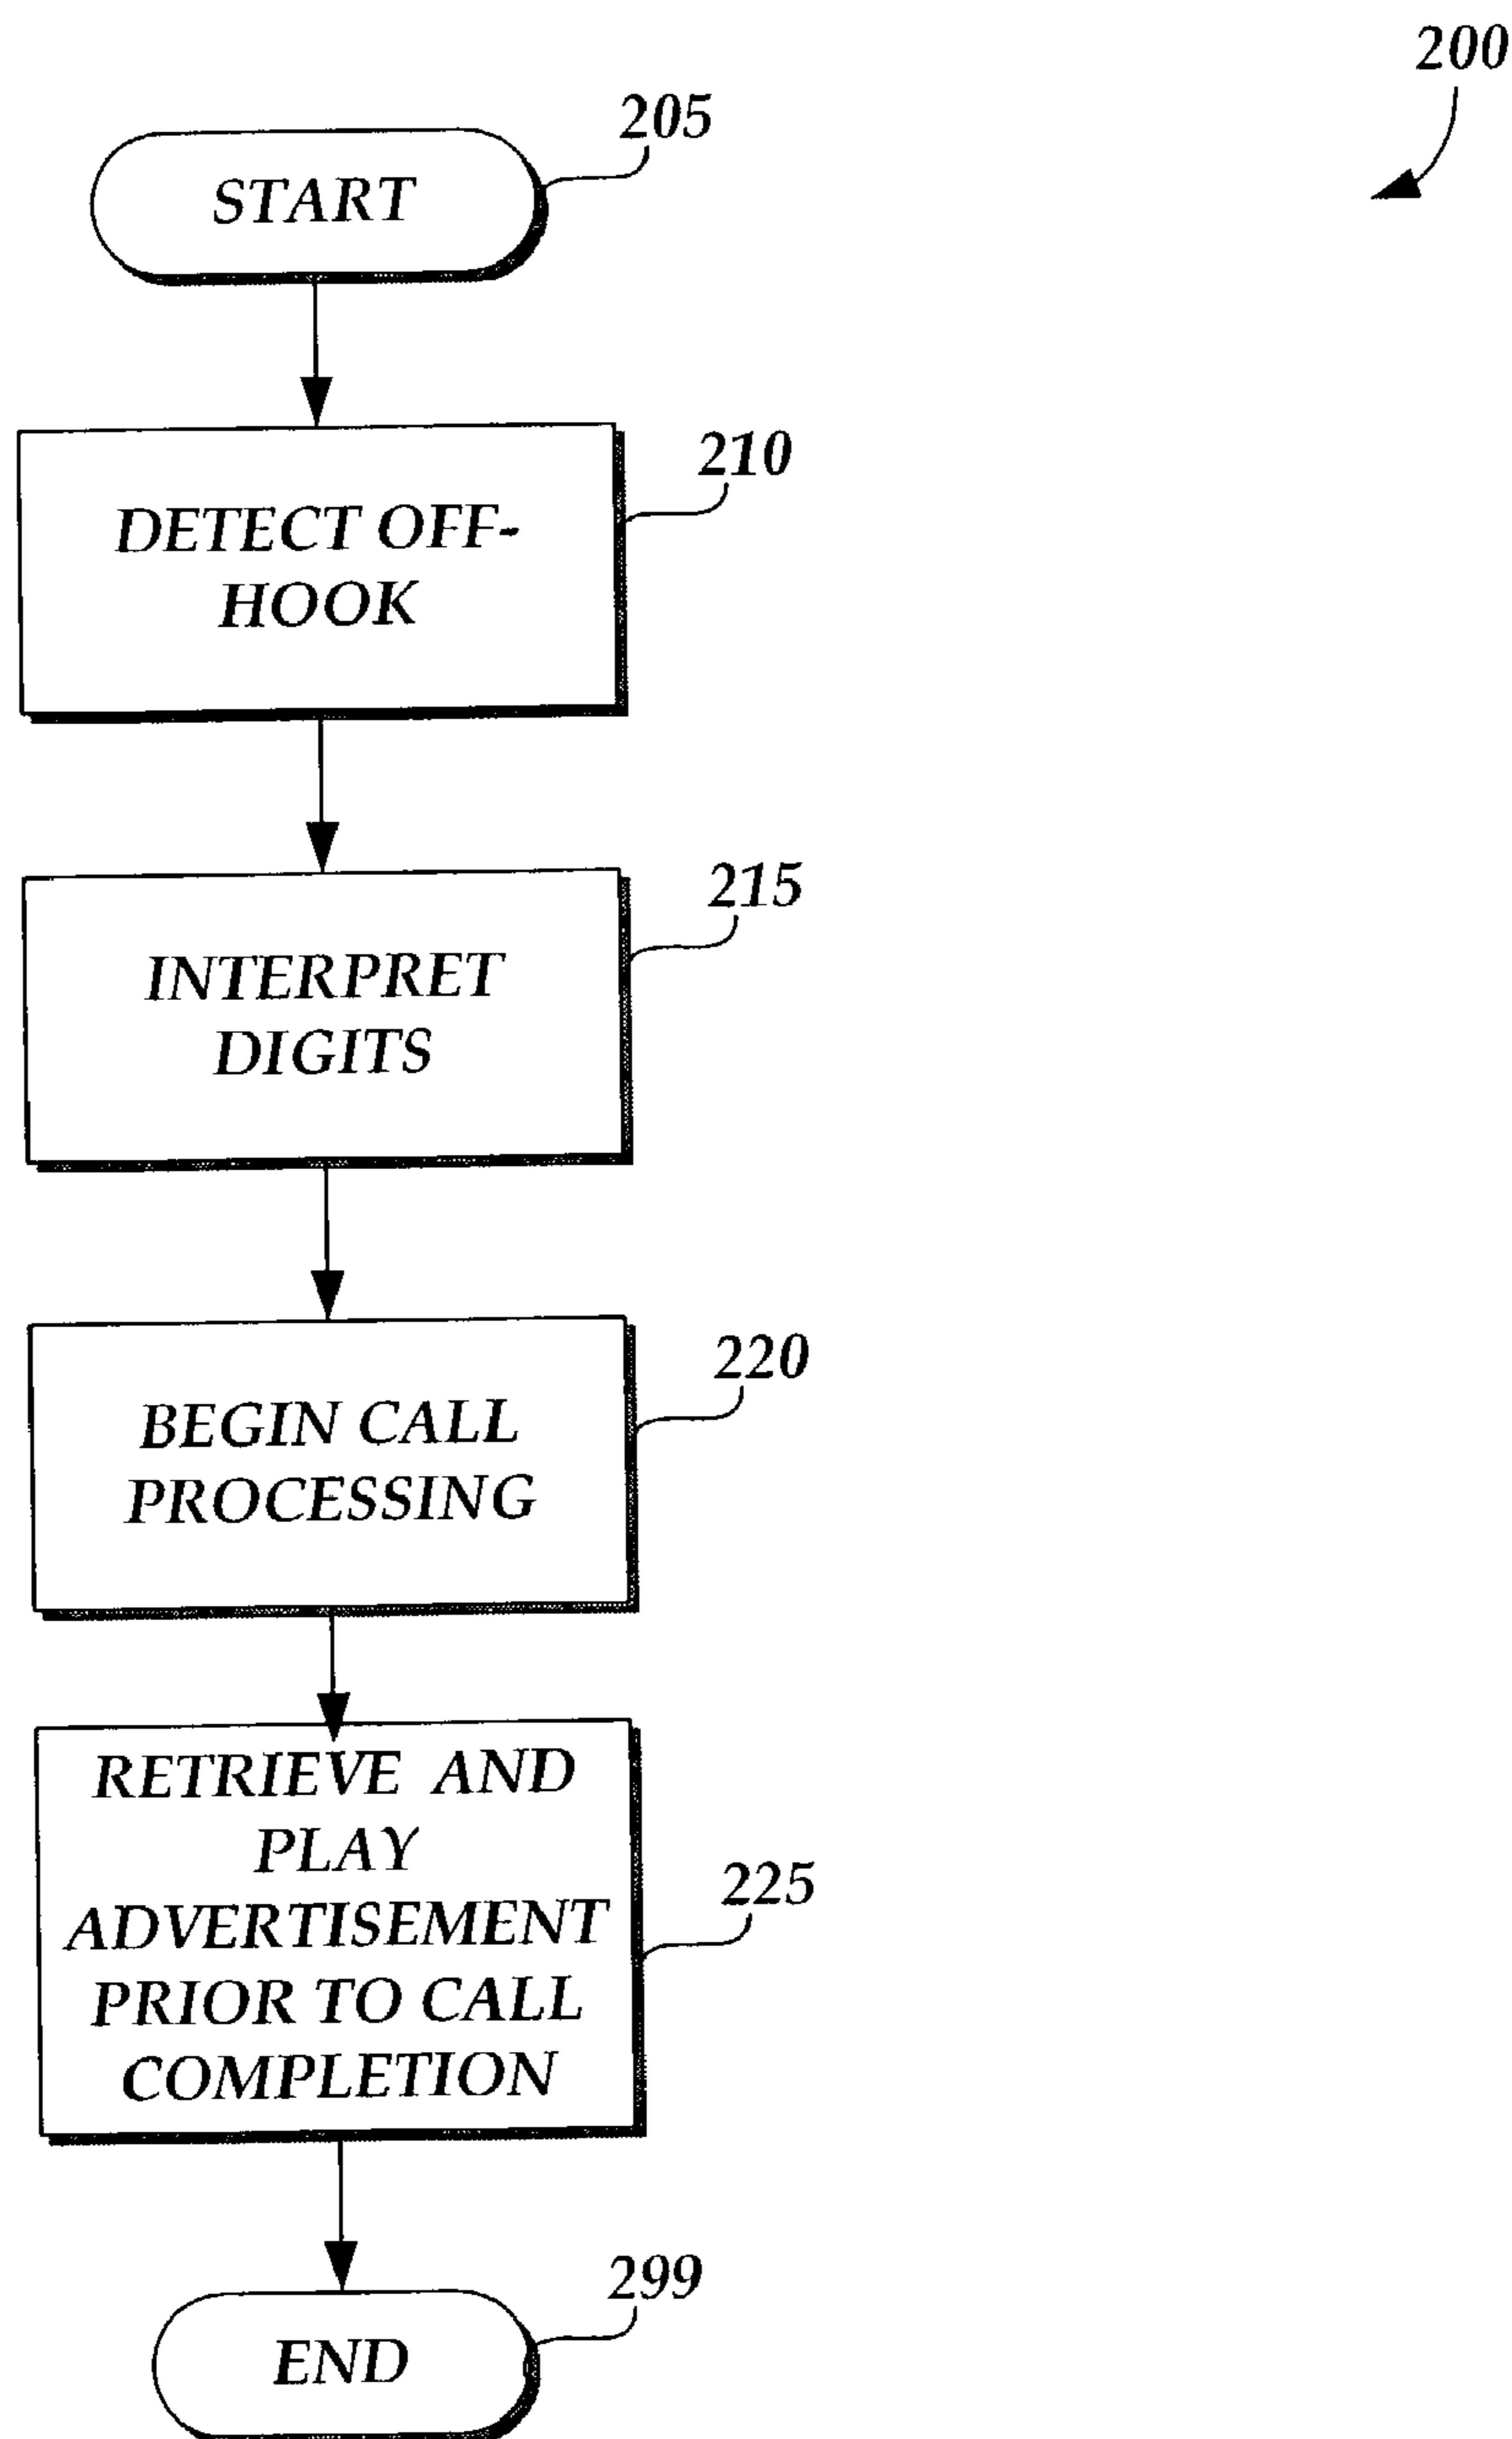 200
205
START
210
DETECT OFF-
HOOK
215
INTERPRET
DIGITS
220
BEGIN CALL
PROCESSING
RETRIEVE AND
PLAY
ADVERTISEMENT
PRIOR TO CALL
COMPLETION
225
299
END